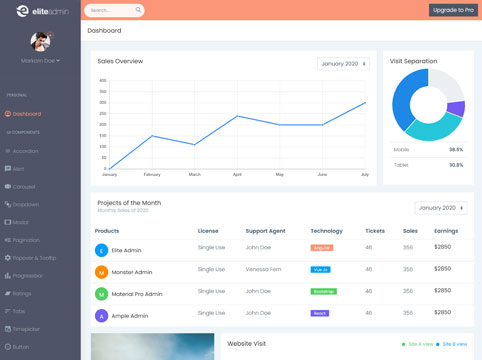 eliteadmin
Search...
Upgrade to Pro
Markarn Doe
Dashboard
PERSONAL
Dashboard
UI COMPONENTS
Accordion
Alert
Carousel
Dropdown
Modal
Pagination
Popover & Tooltip
Progressbar
Ratings
Tabs
Timepicker
Button
Sales Overview
January 2020
400
350
300
250
200
150
100
50
0
January February March April May June July
Visit Separation
Mobile 38.5%
Tablet 30.8%
Projects of the Month
Monthly Sales of 2020
January 2020
Products License Support Agent Technology Tickets Sales Earnings
E Elite Admin Single Use John Doe Angular 46 356 $2850
M Monster Admin Single Use Venessa Fern Vue Js 46 356 $2850
M Material Pro Admin Single Use John Doe Bootstrap 46 356 $2850
A Ample Admin Single Use John Doe React 46 356 $2850
Website Visit
Site A view Site B view